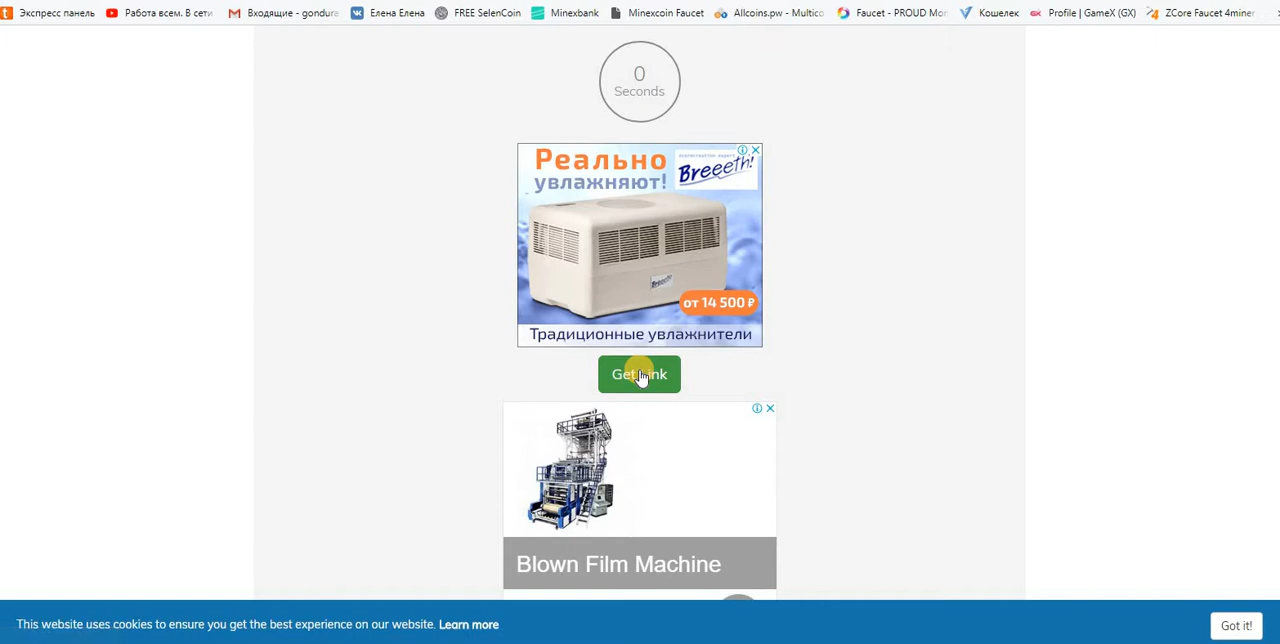 Экспресс панель Работа всем. В сети Входящие - gondura Елена Елена FREE SelenCoin Minexbank Minexcoin Faucet Allcoins.pw - Multico Faucet - PROUD Mon Кошелек Profile | GameX (GX) ZCore Faucet 4miner
0
Seconds
Реально
увлажняют!
Breeeth!
Breeeth!
от 14 500 ₽
Традиционные увлажнители
Get Link
Blown Film Machine
This website uses cookies to ensure you get the best experience on our website. Learn more
Got it!